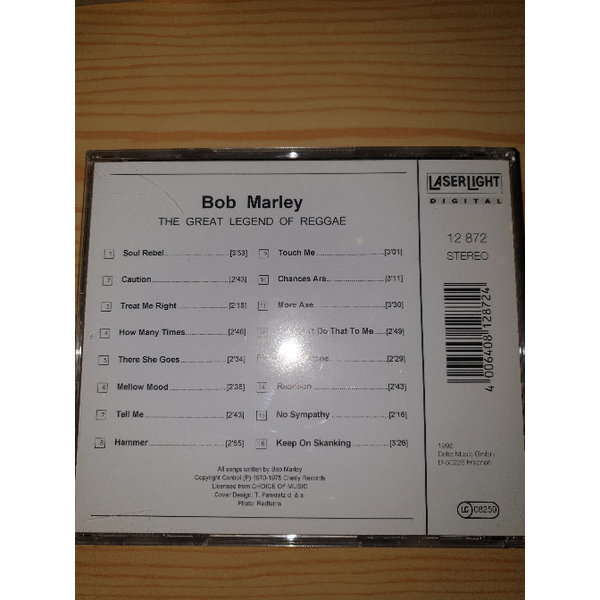 Bob Marley
THE GREAT LEGEND OF REGGAE
1 Soul Rebel [3'53]
2 Caution [2'43]
3 Treat Me Right [2'18]
4 How Many Times [2'46]
5 There She Goes [2'34]
6 Mellow Mood [2'38]
7 Tell Me [2'43]
8 Hammer [2'55]
9 Touch Me [3'01]
10 Chances Are [3'11]
11 More Axe [3'30]
Do That To Me [2'49]
[2'29]
14 [2'43]
15 No Sympathy [2'16]
16 Keep On Skanking [3'26]
All songs written by Bob Marley
Copyright Control (P) 1970-1975 Charly Records
Licensed from CHOICE OF MUSIC
Cover Design: T. d. &
Photo: Redferns
LASERLIGHT
DIGITAL
12 872
STEREO
4 006408 128724
Delta Music GmbH
LC 08259